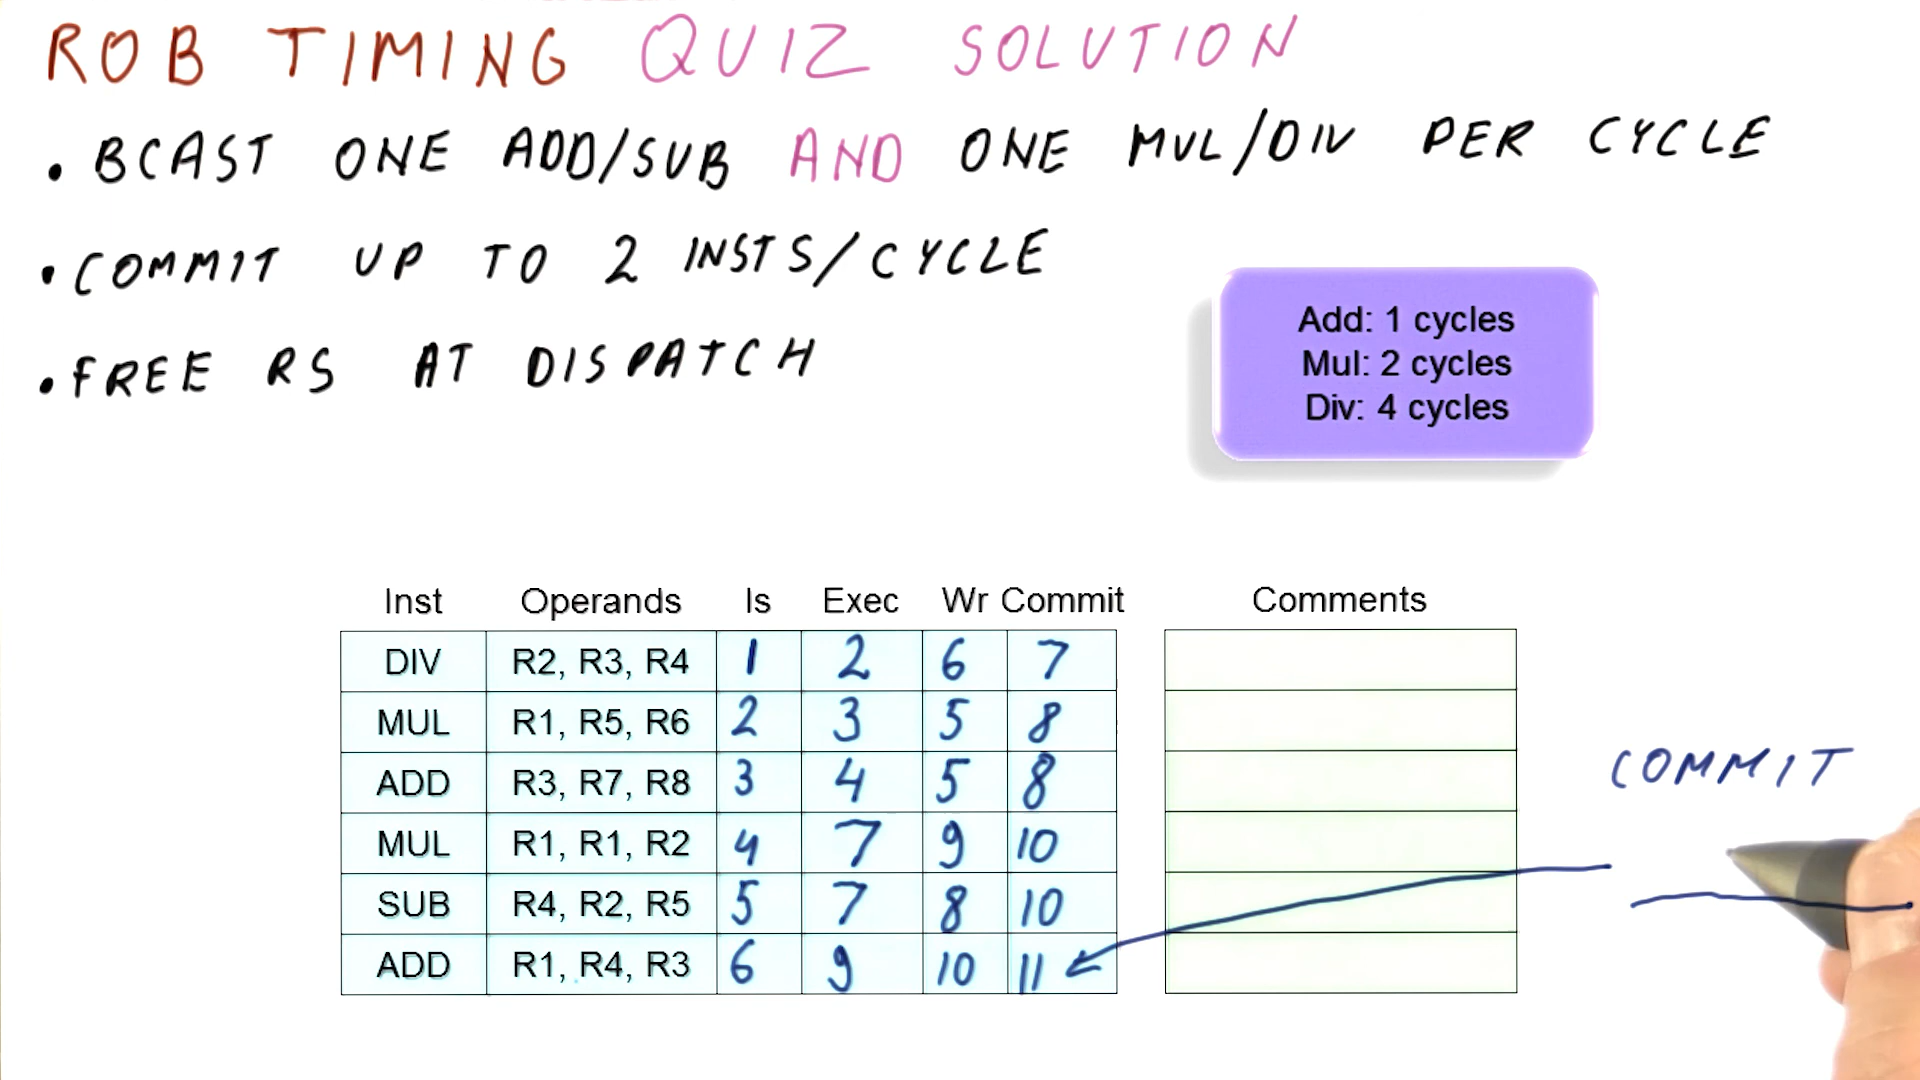 ROB TIMING QUIZ SOLUTION
• BCAST ONE ADD/SUB AND ONE MUL/DIV PER CYCLE
• COMMIT UP TO 2 INSTS/CYCLE
• FREE RS AT DISPATCH
Add: 1 cycles
Mul: 2 cycles
Div: 4 cycles
Inst Operands Is Exec Wr Commit Comments
DIV R2, R3, R4 1 2 6 7
MUL R1, R5, R6 2 3 5 8
ADD R3, R7, R8 3 4 5 8
MUL R1, R1, R2 4 7 9 10
SUB R4, R2, R5 5 7 8 10
ADD R1, R4, R3 6 9 10 11
COMMIT